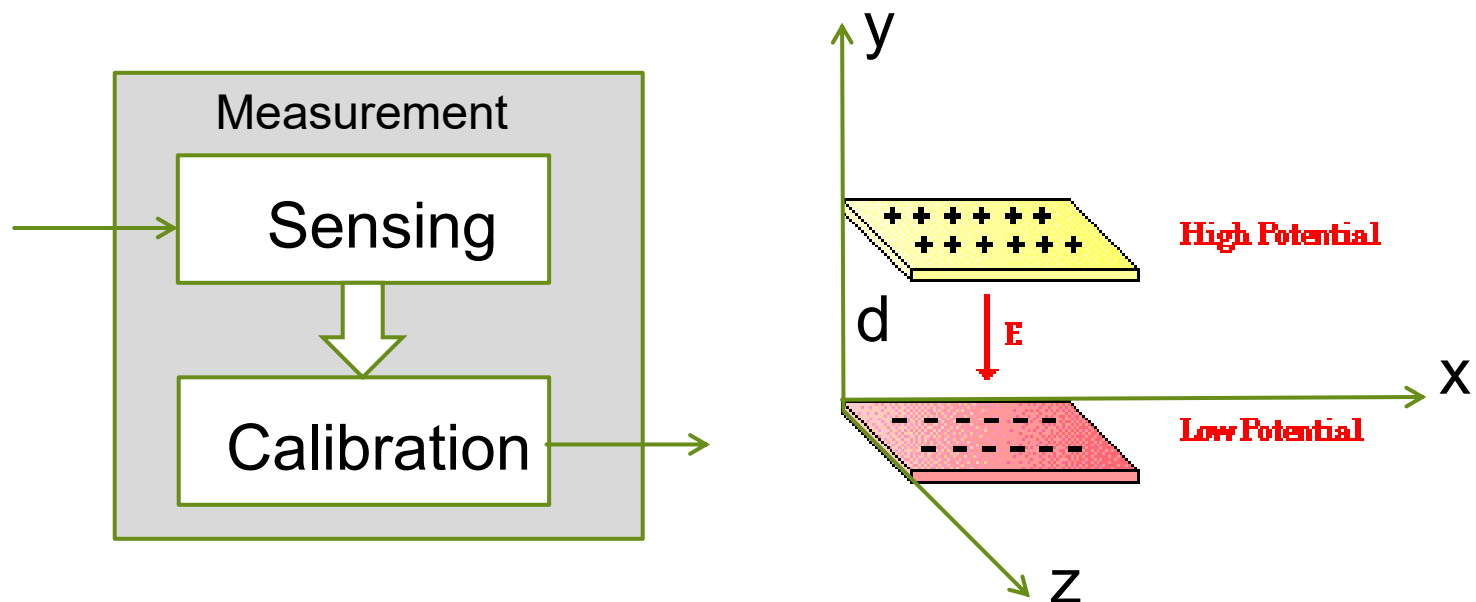 Measurement
Sensing
Calibration
y
+ + + + + +
+ + + + + +
High Potential
d
E
x
- - - - - -
- - - - - -
Low Potential
z